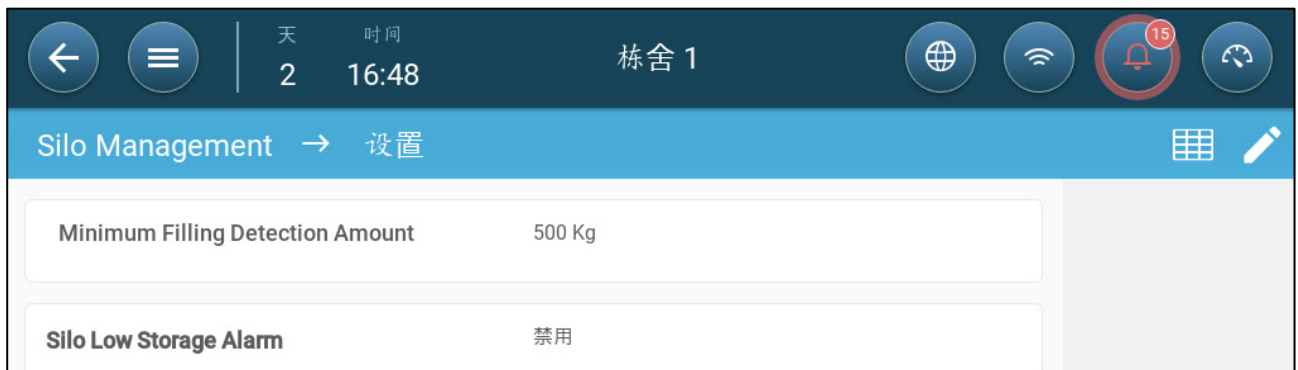 天 时间
2 16:48 栋舍 1 15
Silo Management → 设置
Minimum Filling Detection Amount 500 Kg
Silo Low Storage Alarm 禁用